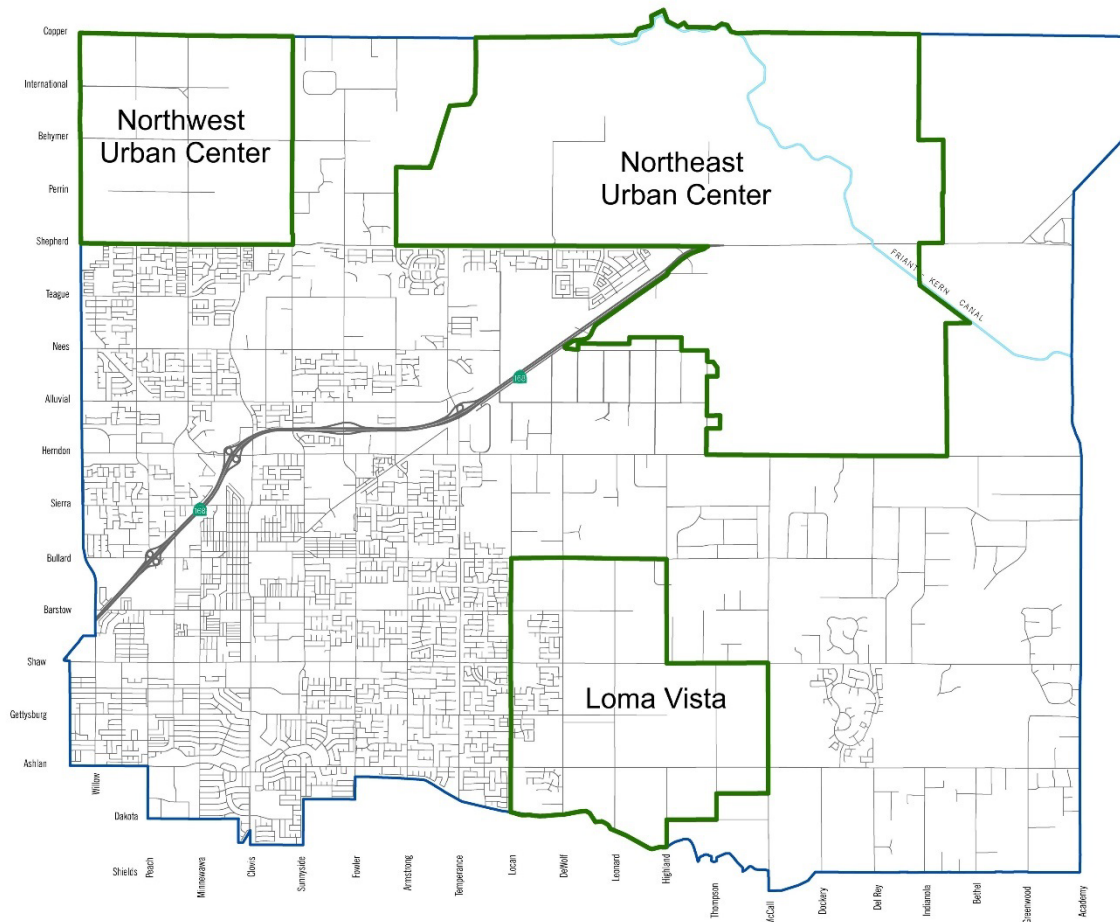 Copper
International
Behymer
Perrin
Shepherd
Teague
Nees
Alluvial
Herndon
Sierra
Bullard
Barstow
Shaw
Gettysburg
Ashlan
Dakota
Shields
Northwest
Urban Center
Northeast
Urban Center
FRIANT - KERN CANAL
168
168
Loma Vista
Willow
Peach
Minnewawa
Clovis
Sunnyside
Fowler
Armstrong
Temperance
Locan
DeWolf
Leonard
Highland
Thompson
McCall
Dockery
Del Rey
Indianola
Bethel
Greenwood
Academy